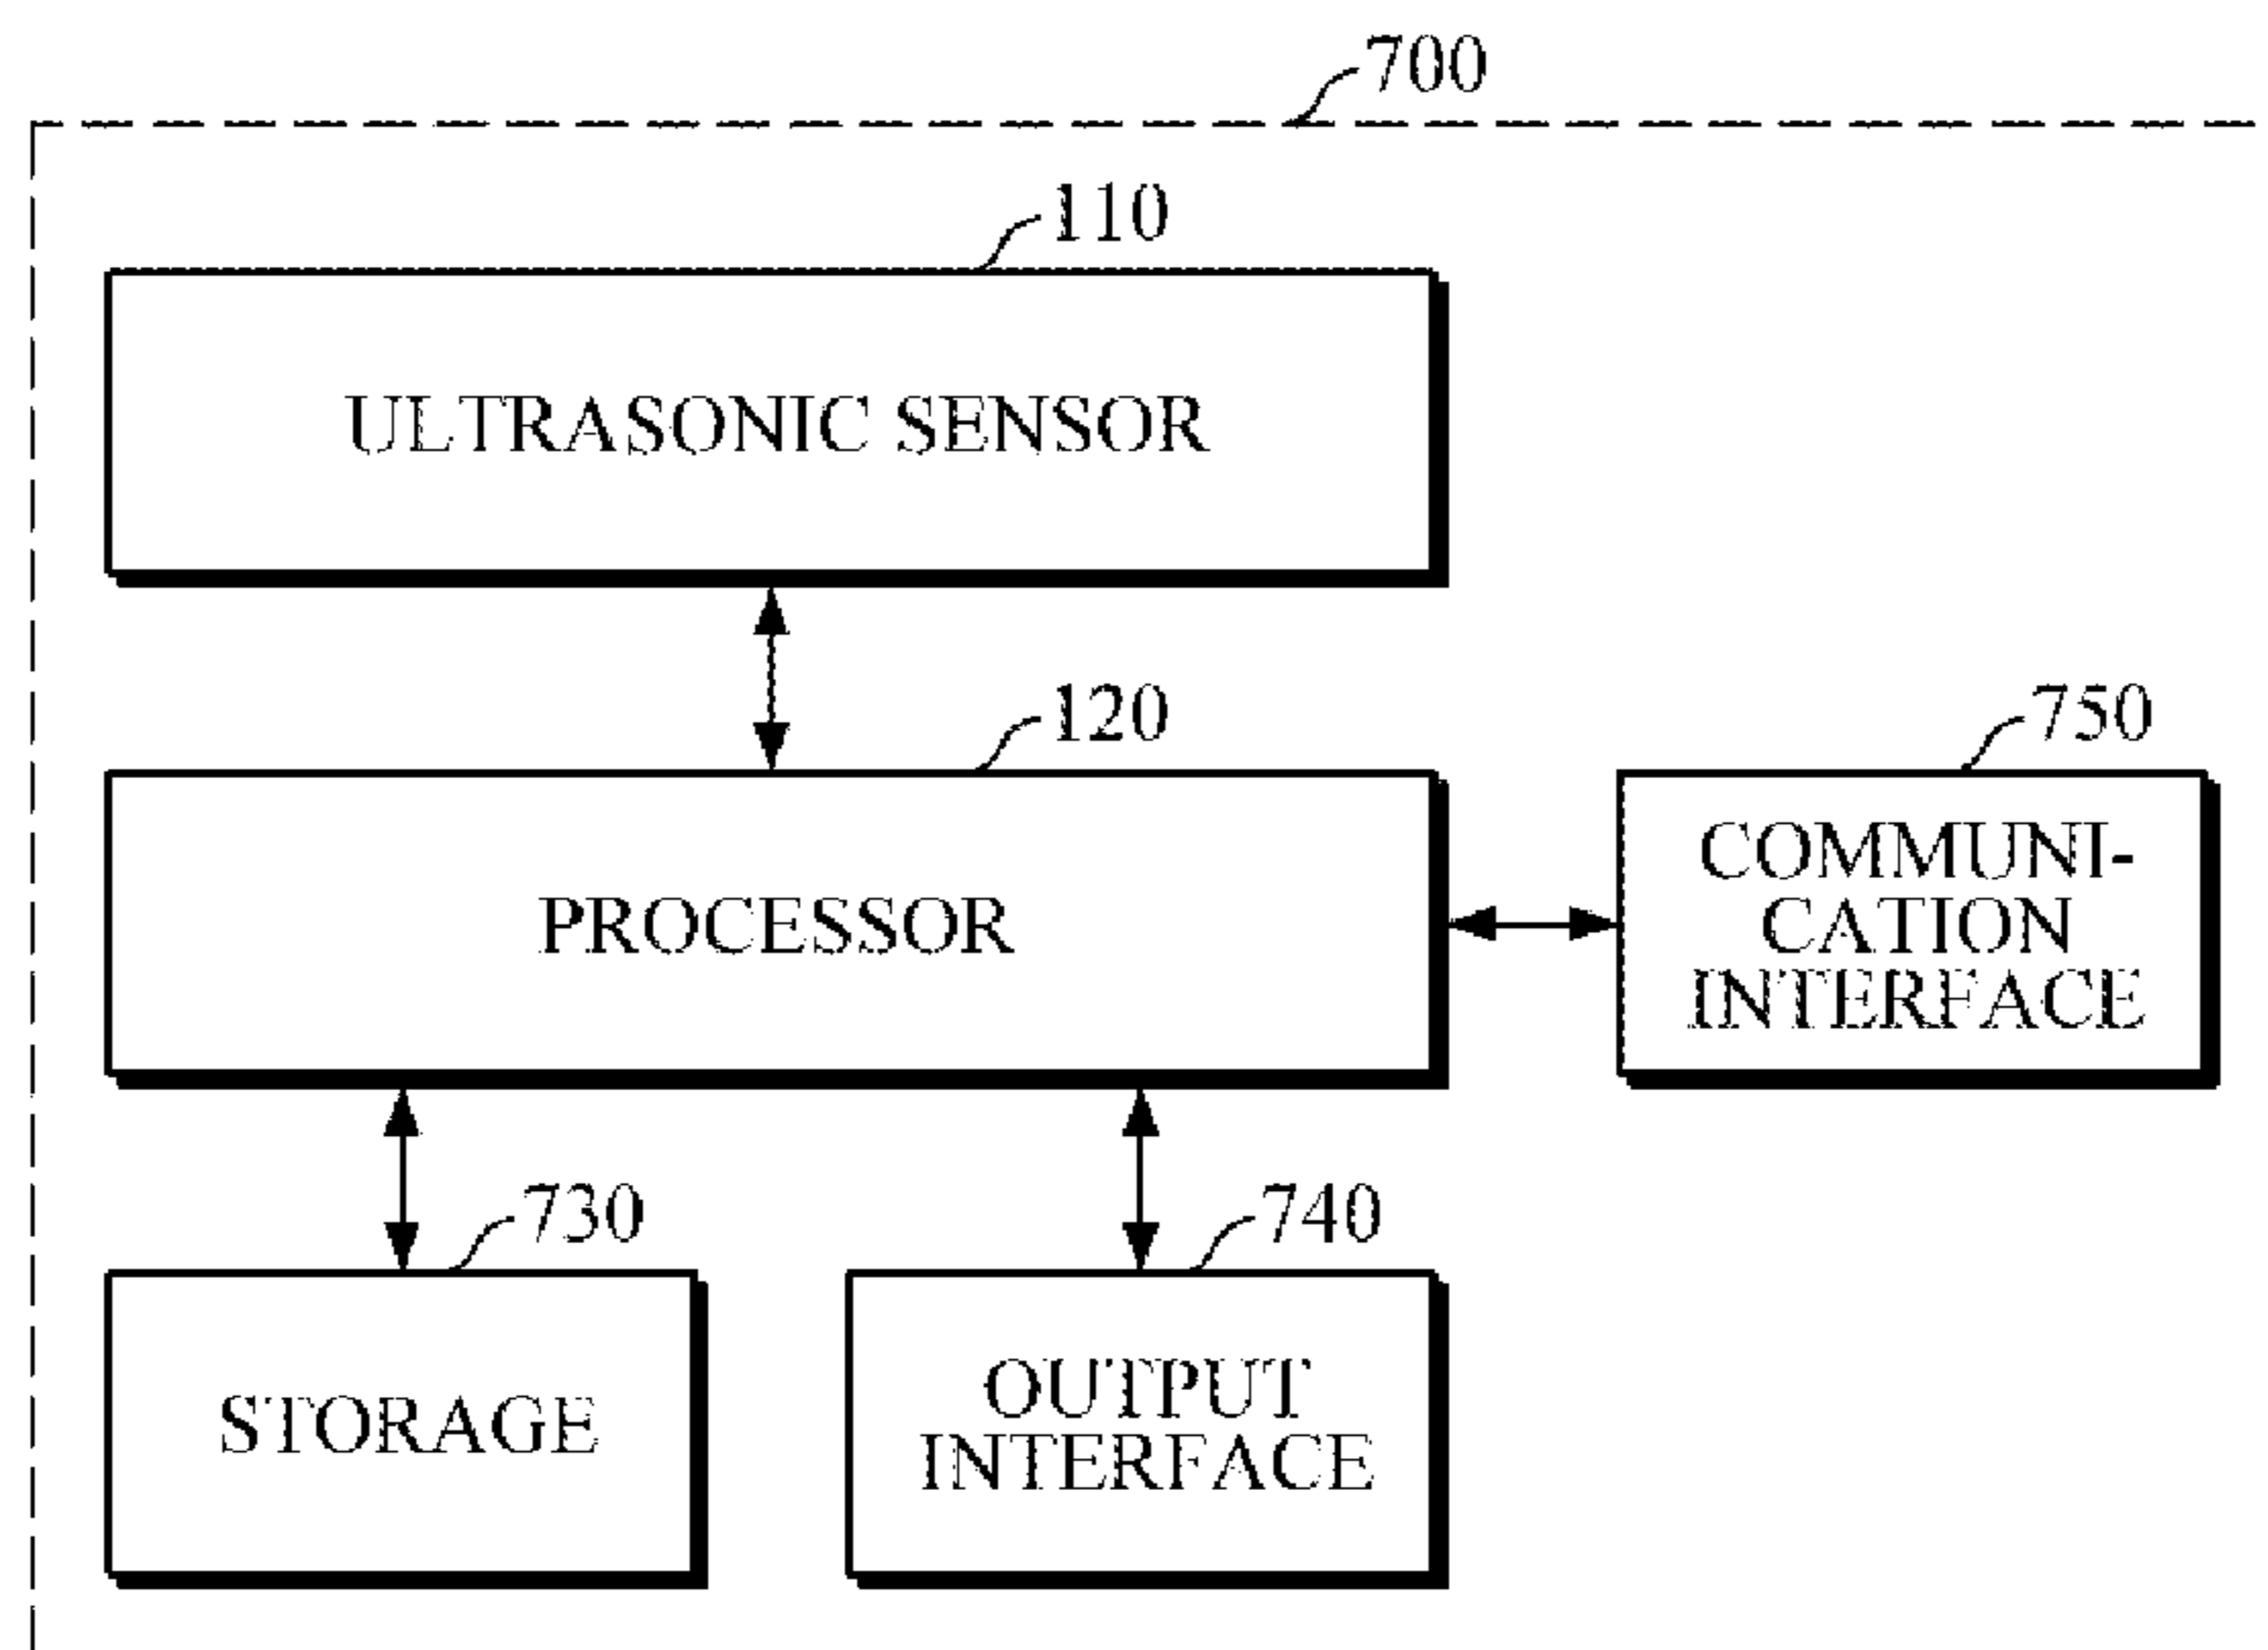 700
110
ULTRASONIC SENSOR
120
PROCESSOR
750
COMMUNI-
CATION
INTERFACE
730
STORAGE
740
OUTPUT
INTERFACE